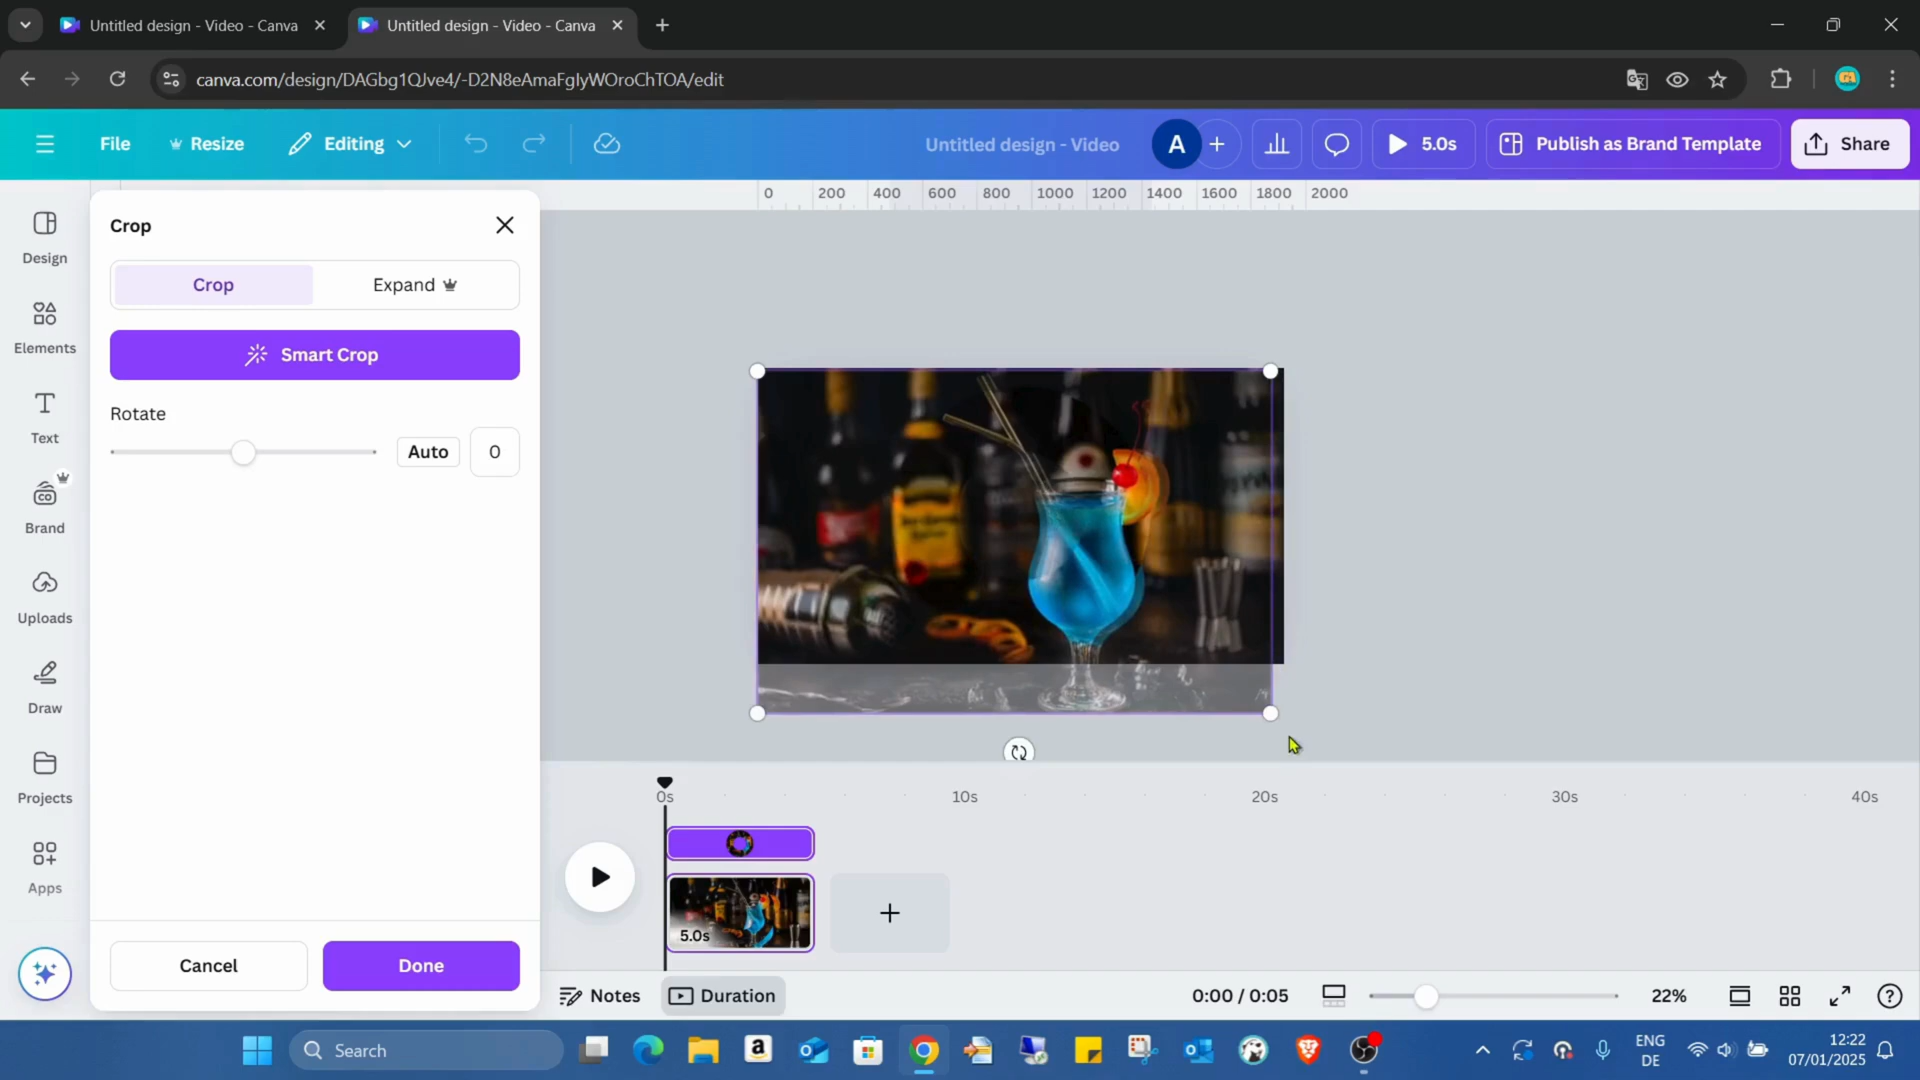 Untitled design - Video - Canva
Untitled design - Video - Canva
canva.com/design/DAGbg1QJve4/-D2N8eAmaFgIyWOroChTOA/edit
File
Resize
Editing
Untitled design - Video
A
5.0s
Publish as Brand Template
Share
0 200 400 600 800 1000 1200 1400 1600 1800 2000
Design
Elements
Text
Brand
Uploads
Draw
Projects
Apps
Crop
Crop
Expand
Smart Crop
Rotate
Auto
0
Cancel
Done
0s 10s 20s 30s 40s
5.0s
Notes
Duration
0:00 / 0:05
22%
Search
ENG
DE
12:22
07/01/2025